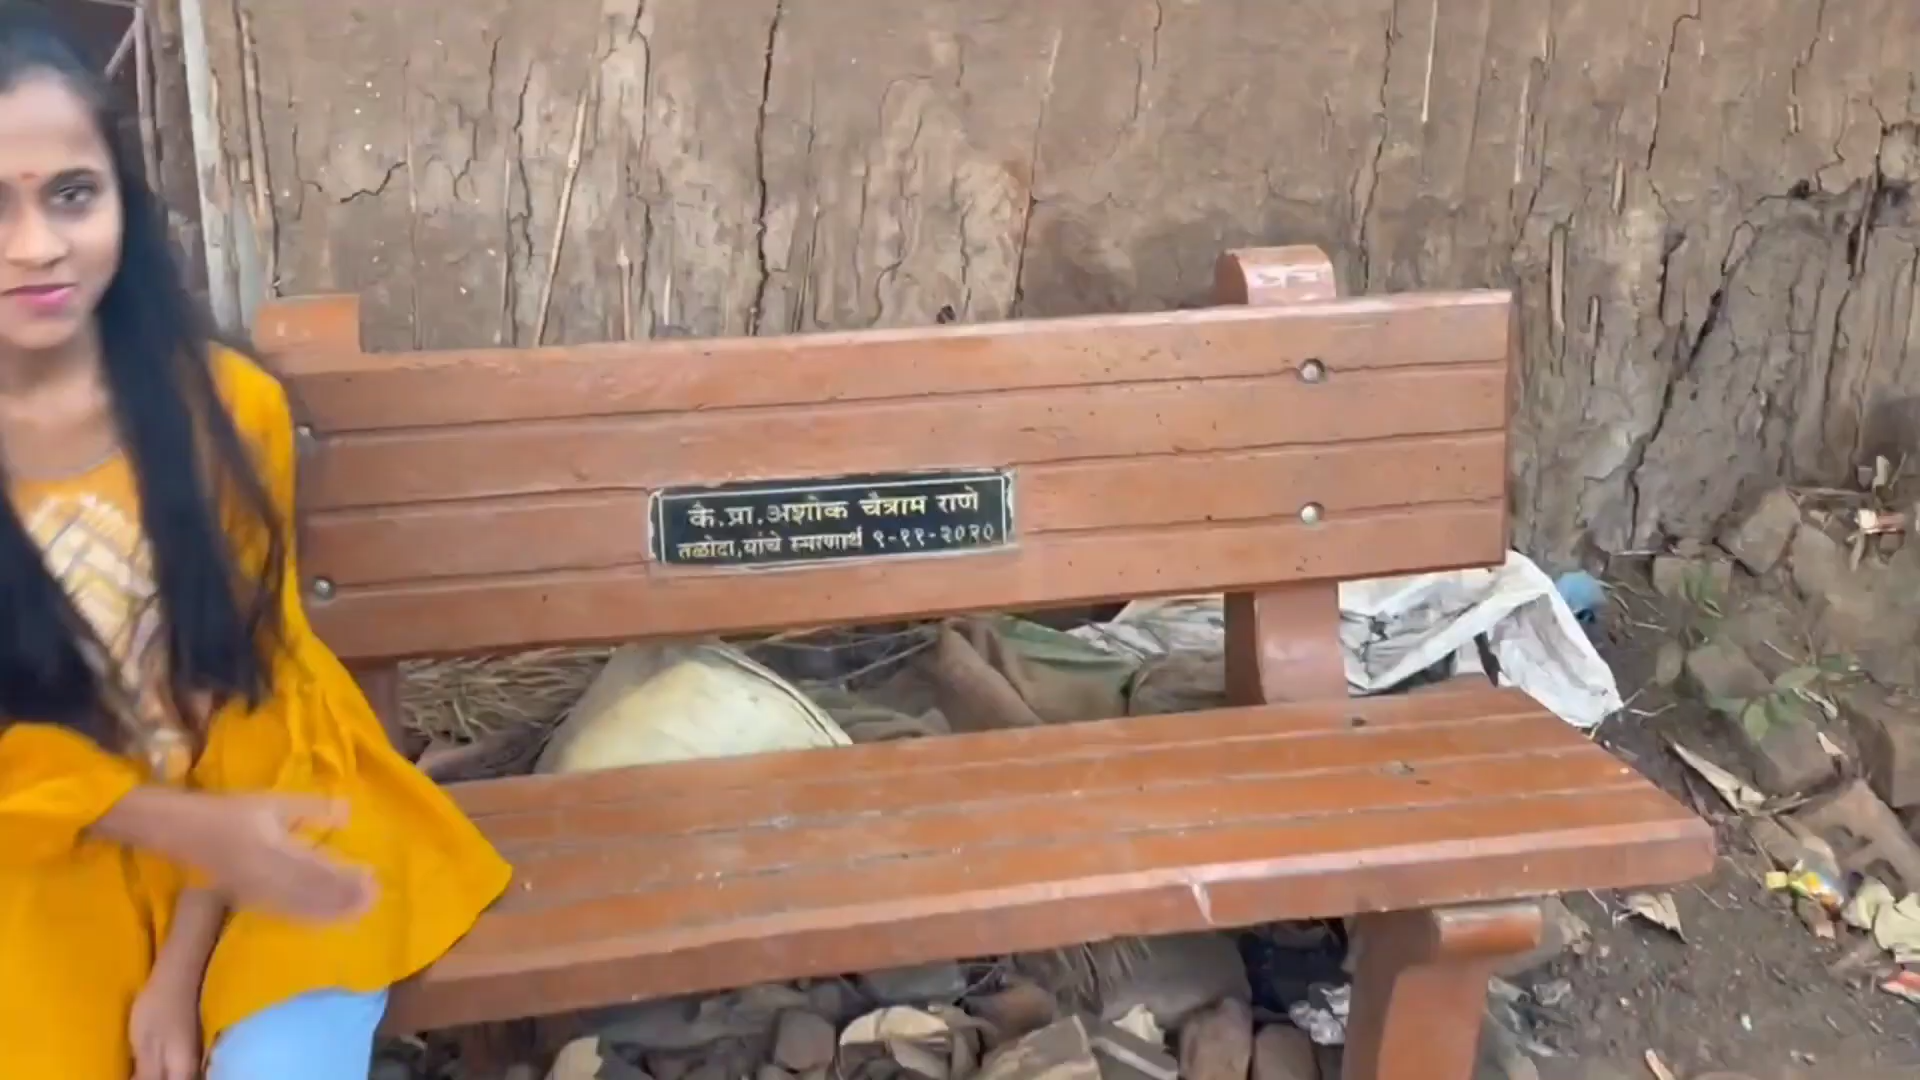 कै.प्रा.अशोक चैत्राम राणे
तळोदा,यांचे स्मरणार्थ ९-११-२०२०